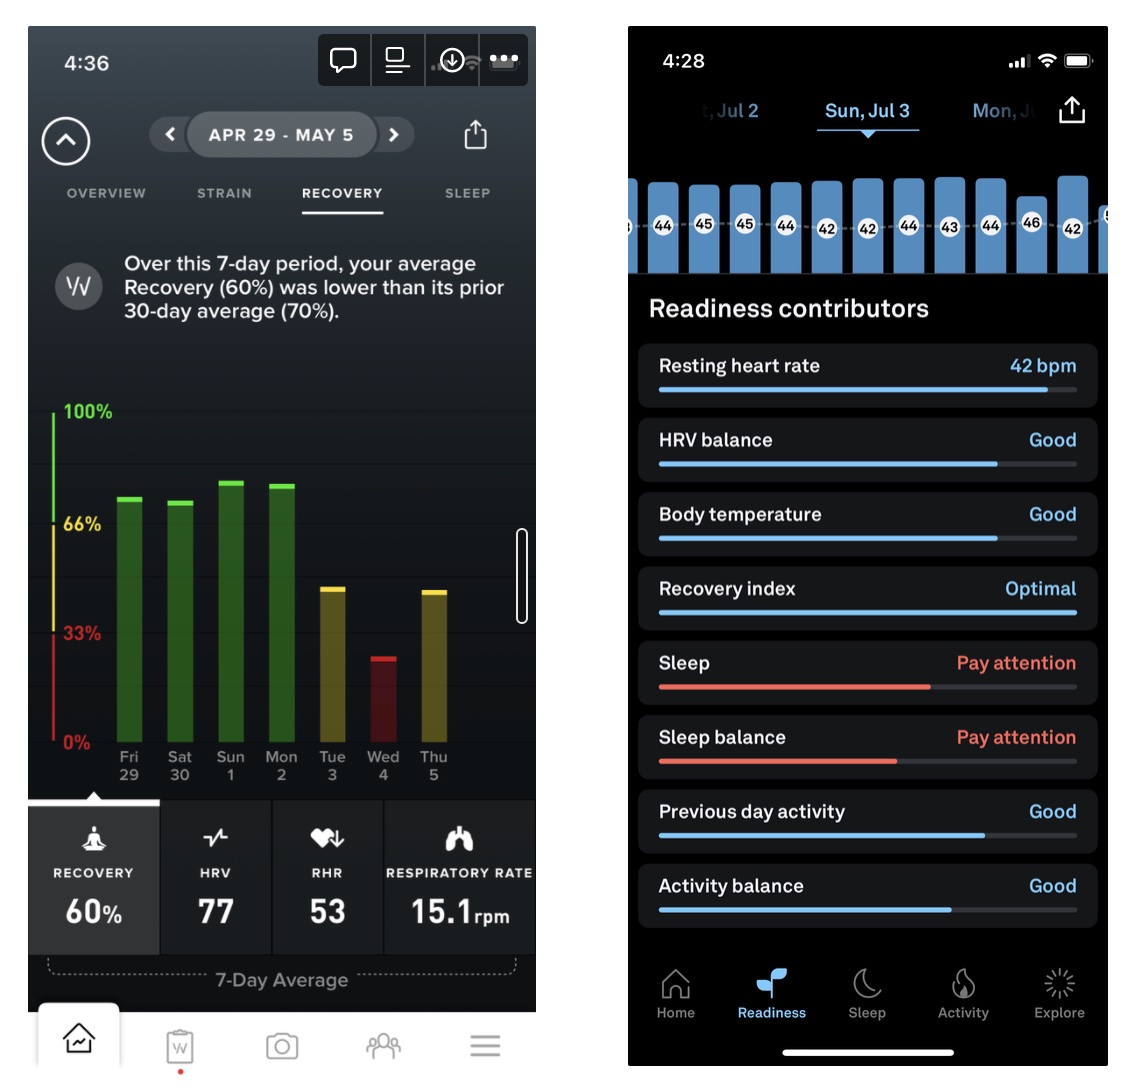 4:36
APR 29 - MAY 5
OVERVIEW STRAIN RECOVERY SLEEP
W
Over this 7-day period, your average
Recovery (60%) was lower than its prior
30-day average (70%).
100%
66%
33%
0%
Fri Sat Sun Mon Tue Wed Thu
29 30 1 2 3 4 5
RECOVERY HRV RHR RESPIRATORY RATE
60% 77 53 15.1rpm
7-Day Average
W
4:28
Jul 2 Sun, Jul 3 Mon,
44 45 45 44 42 42 44 43 44 46 42
Readiness contributors
Resting heart rate 42 bpm
HRV balance Good
Body temperature Good
Recovery index Optimal
Sleep Pay attention
Sleep balance Pay attention
Previous day activity Good
Activity balance Good
Home Readiness Sleep Activity Explore